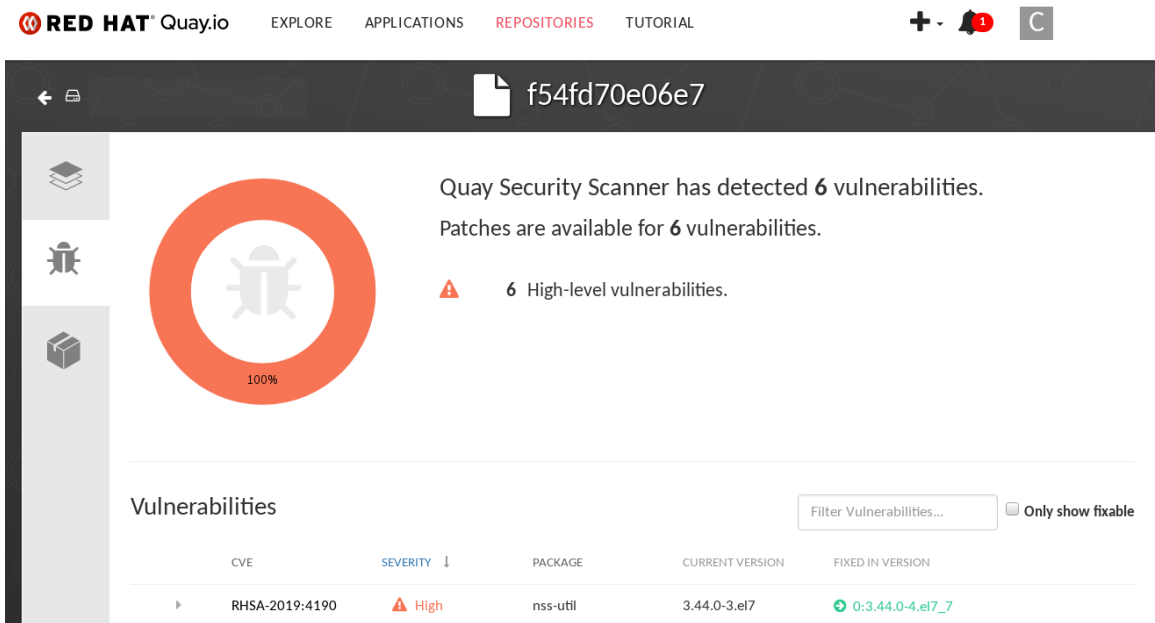 RED HAT® Quay.io EXPLORE APPLICATIONS REPOSITORIES TUTORIAL 1 C
f54fd70e06e7
Quay Security Scanner has detected 6 vulnerabilities.
Patches are available for 6 vulnerabilities.
6 High-level vulnerabilities.
100%
Vulnerabilities Filter Vulnerabilities... Only show fixable
CVE SEVERITY ↓ PACKAGE CURRENT VERSION FIXED IN VERSION
RHSA-2019:4190 High nss-util 3.44.0-3.el7 0:3.44.0-4.el7_7